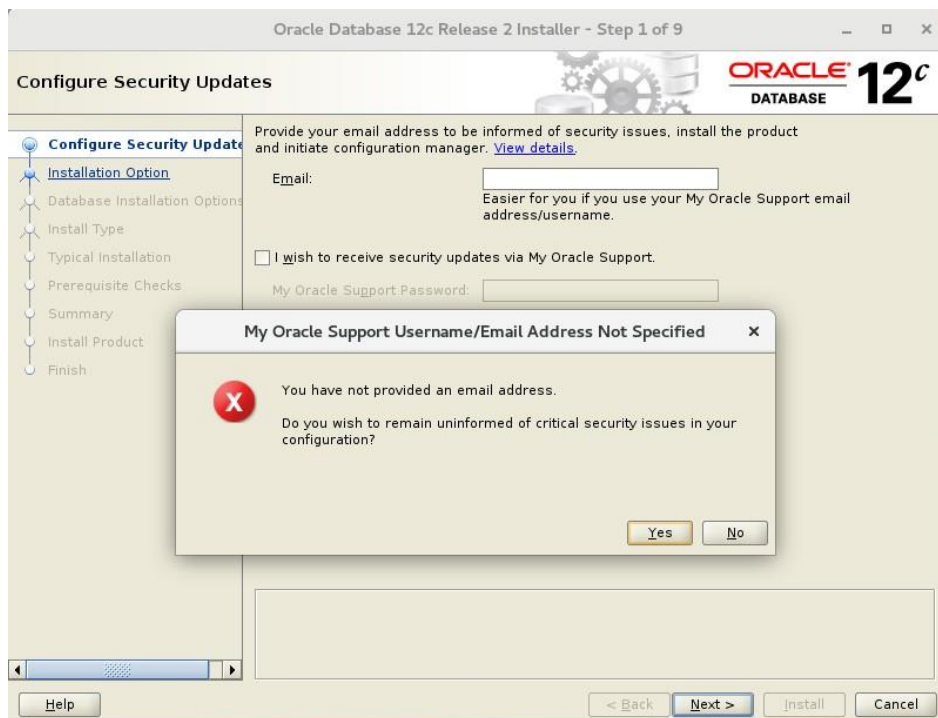 Oracle Database 12c Release 2 Installer - Step 1 of 9
Configure Security Updates
ORACLE
DATABASE
12c
Configure Security Update
Installation Option
Database Installation Options
Install Type
Typical Installation
Prerequisite Checks
Summary
Install Product
Finish
Provide your email address to be informed of security issues, install the product
and initiate configuration manager. View details.
Email:
Easier for you if you use your My Oracle Support email
address/username.
I wish to receive security updates via My Oracle Support.
My Oracle Support Password:
My Oracle Support Username/Email Address Not Specified
You have not provided an email address.
Do you wish to remain uninformed of critical security issues in your
configuration?
Yes
No
Help
< Back
Next >
Install
Cancel